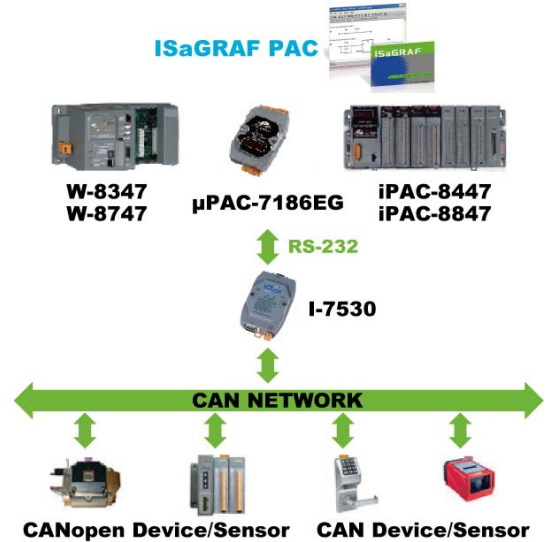 ISaGRAF PAC
ISaGRAF
W-8347
W-8747
µPAC-7186EG
iPAC-8447
iPAC-8847
RS-232
I-7530
CAN NETWORK
CANopen Device/Sensor
CAN Device/Sensor